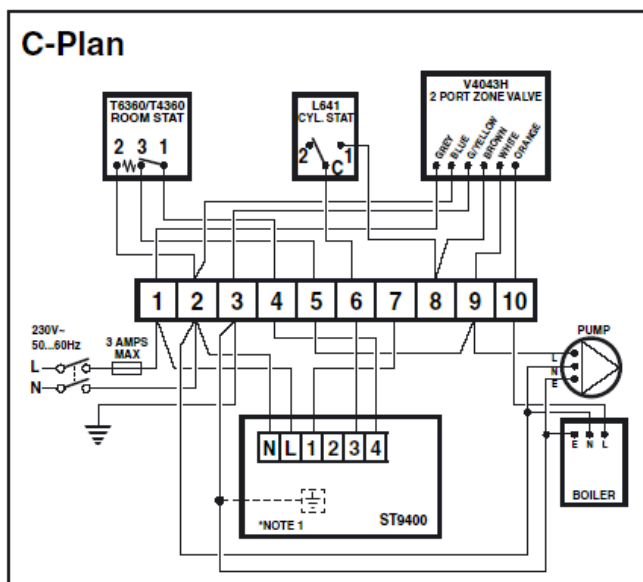 C-Plan
T6360/T4360
ROOM STAT
2 3 1
L641
CYL. STAT
2 1
C
V4043H
2 PORT ZONE VALVE
GREY
BLUE
G/YELLOW
BROWN
WHITE
ORANGE
1 2 3 4 5 6 7 8 9 10
230V~
50...60Hz
3 AMPS
MAX
L
N
PUMP
L
N
E
N L 1 2 3 4
E N L
BOILER
*NOTE 1
ST9400